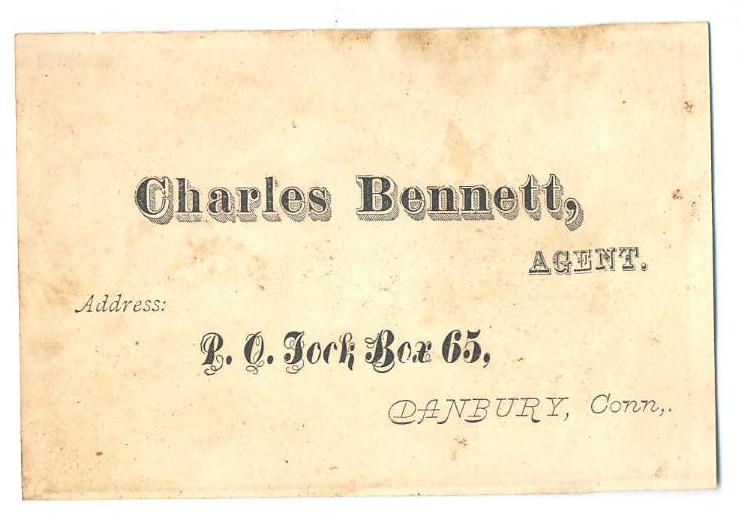 Charles Bennett,
AGENT.
Address:
P. O. Lock Box 65,
DANBURY, Conn,.